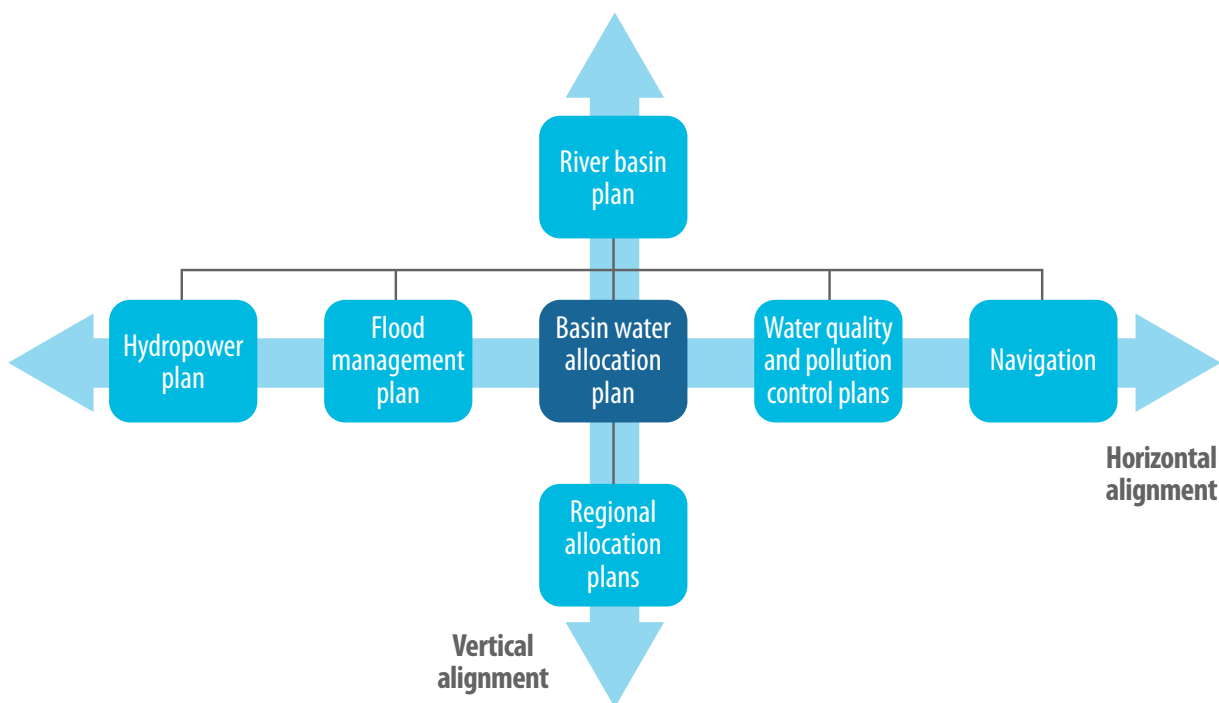 River basin
plan
Hydropower
plan
Flood
management
plan
Basin water
allocation
plan
Water quality
and pollution
control plans
Navigation
Horizontal
alignment
Regional
allocation
plans
Vertical
alignment